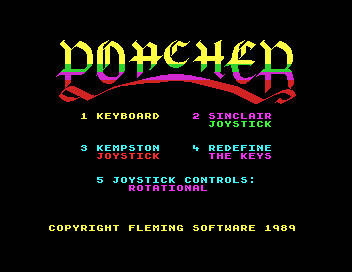 POACHER
1 KEYBOARD 2 SINCLAIR
JOYSTICK
3 KEMPSTON 4 REDEFINE
JOYSTICK THE KEYS
5 JOYSTICK CONTROLS:
ROTATIONAL
COPYRIGHT FLEMING SOFTWARE 1989